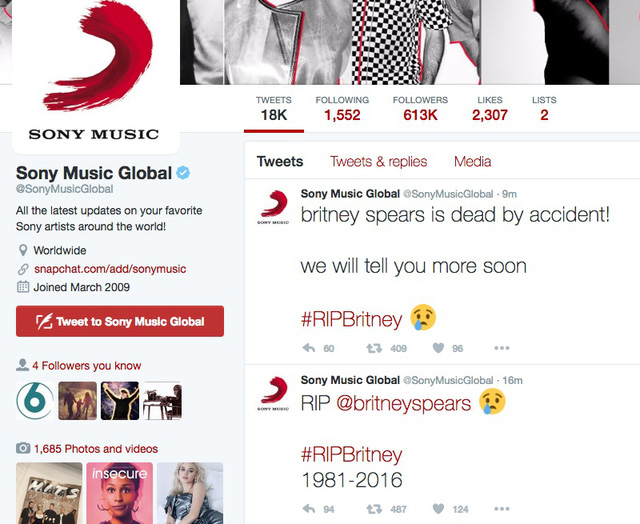 SONY MUSIC
TWEETS FOLLOWING FOLLOWERS LIKES LISTS
18K 1,552 613K 2,307 2
Sony Music Global
@SonyMusicGlobal
All the latest updates on your favorite
Sony artists around the world!
Worldwide
snapchat.com/add/sonymusic
Joined March 2009
Tweet to Sony Music Global
4 Followers you know
6
1,685 Photos and videos
insecure
Tweets Tweets & replies Media
SONY MUSIC
Sony Music Global @SonyMusicGlobal · 9m
britney spears is dead by accident!
we will tell you more soon
#RIPBritney 😢
60 409 96
SONY MUSIC
Sony Music Global @SonyMusicGlobal · 16m
RIP @britneyspears 😢
#RIPBritney
1981-2016
94 487 124